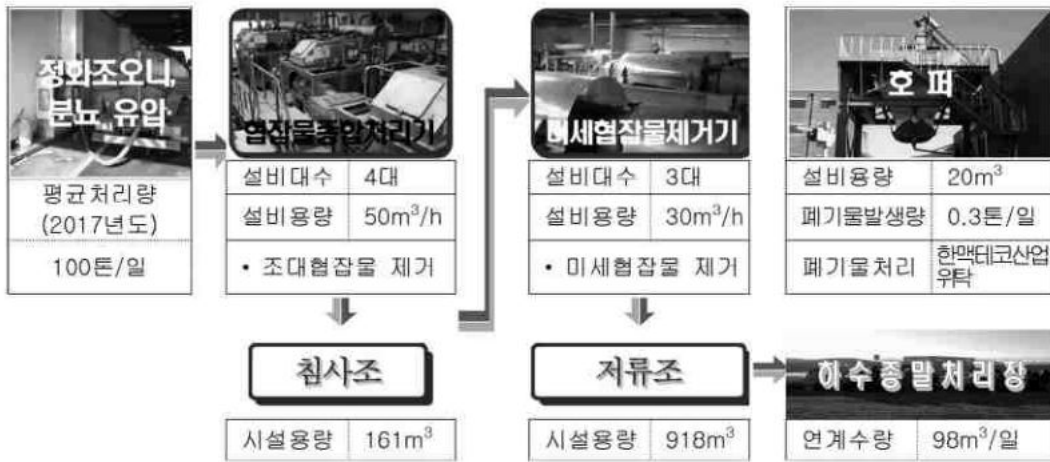 정화조오니,
분뇨 유입
평균처리량
(2017년도)
100톤/일
협잡물종합처리기
설비대수 4대
설비용량 50m³/h
• 조대협잡물 제거
침사조
시설용량 161m³
미세협잡물제거기
설비대수 3대
설비용량 30m³/h
• 미세협잡물 제거
저류조
시설용량 918m³
호퍼
설비용량 20m³
폐기물발생량 0.3톤/일
폐기물처리 한맥테코산업
위탁
하수종말처리장
연계수량 98m³/일